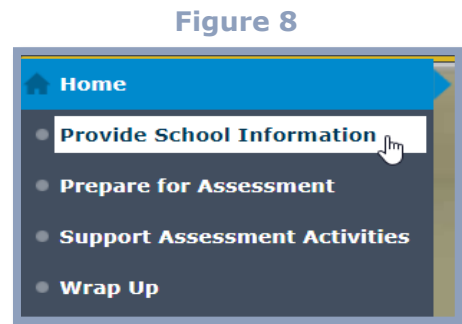 Figure 8
Home
Provide School Information
Prepare for Assessment
Support Assessment Activities
Wrap Up